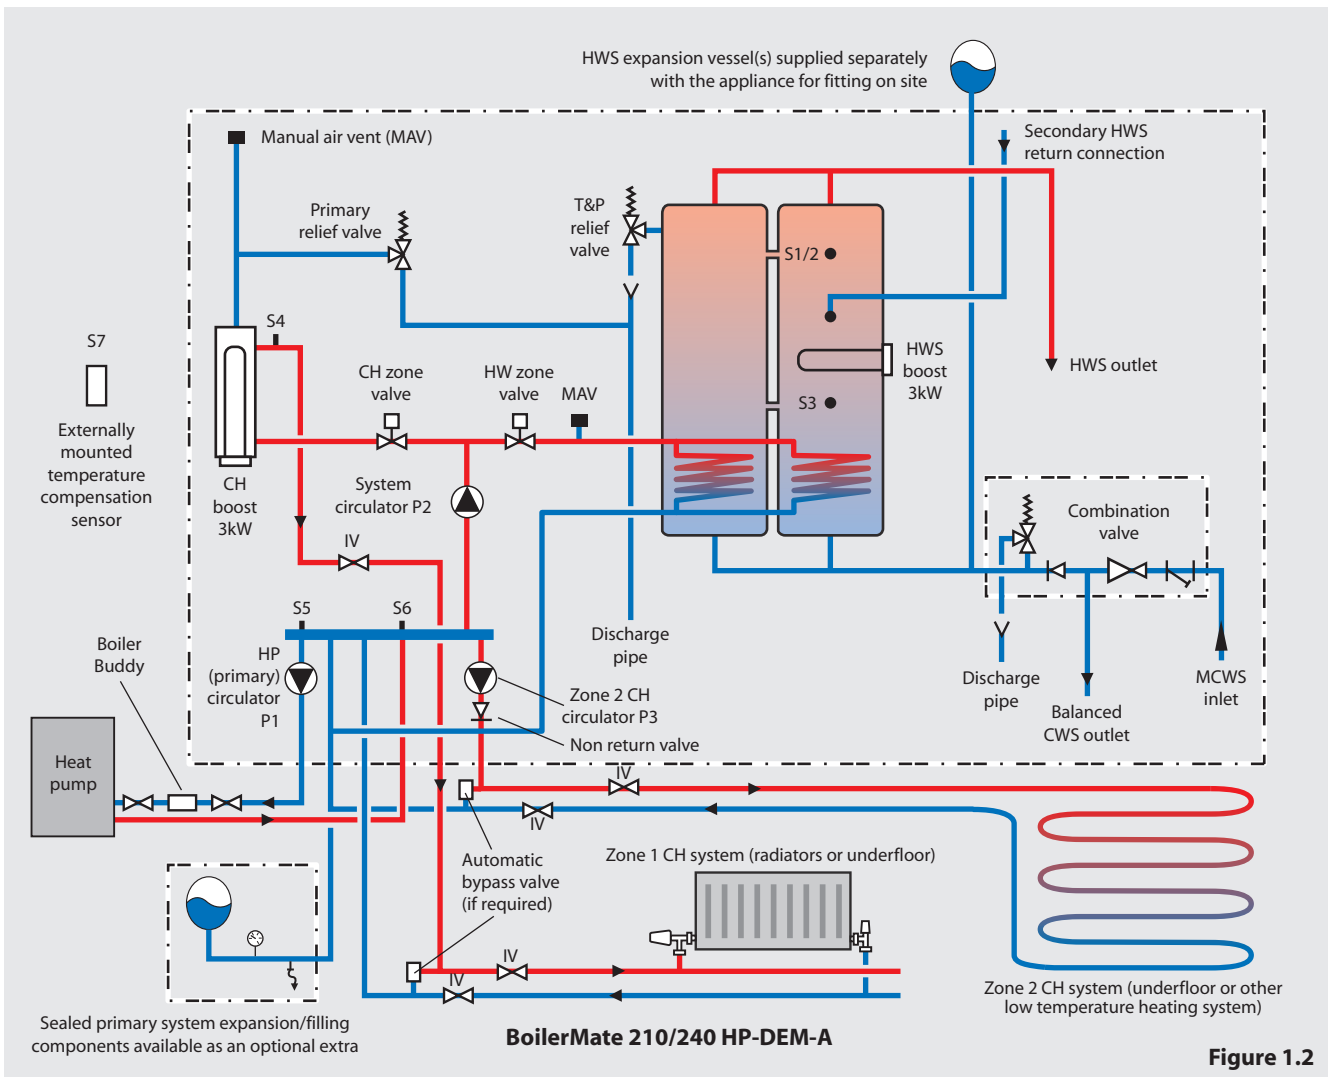 HWS expansion vessel(s) supplied separately
with the appliance for fitting on site
Manual air vent (MAV)
Secondary HWS
return connection
Primary
relief valve
T&P
relief
valve
S1/2
S4
S7
CH zone
valve
HW zone
valve
MAV
HWS
boost
3kW
HWS outlet
S3
Externally
mounted
temperature
compensation
sensor
CH
boost
3kW
System
circulator P2
IV
Combination
valve
S5
S6
Boiler
Buddy
HP
(primary)
circulator
P1
Discharge
pipe
Zone 2 CH
circulator P3
Non return valve
Discharge
pipe
Balanced
CWS outlet
MCWS
inlet
Heat
pump
IV
IV
Automatic
bypass valve
(if required)
Zone 1 CH system (radiators or underfloor)
IV
IV
Zone 2 CH system (underfloor or other
low temperature heating system)
Sealed primary system expansion/filling
components available as an optional extra
BoilerMate 210/240 HP-DEM-A
Figure 1.2